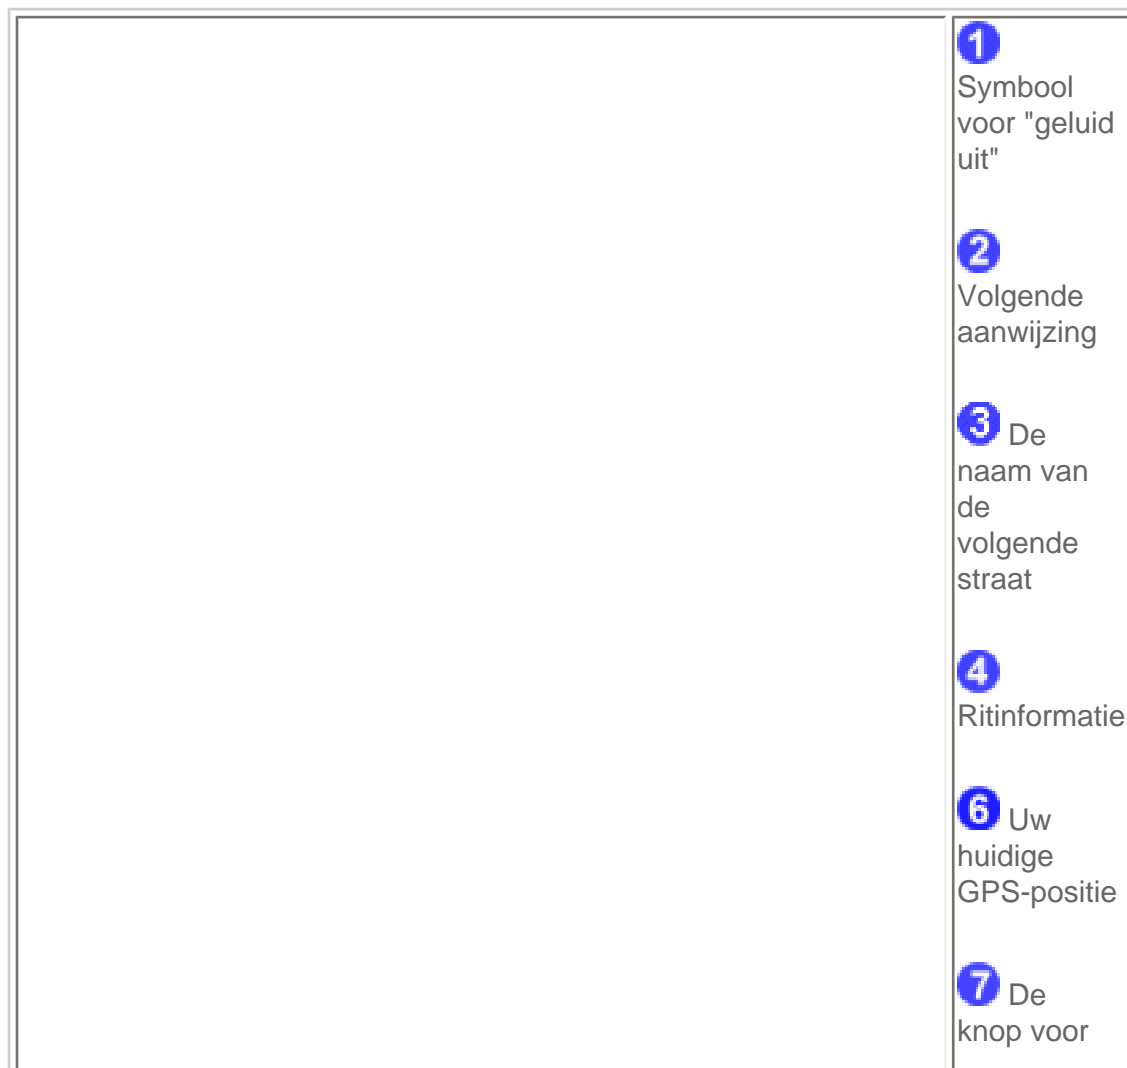 1
Symbool
voor "geluid
uit"
2
Volgende
aanwijzing
3 De
naam van
de
volgende
straat
4
Ritinformatie
6 Uw
huidige
GPS-positie
7 De
knop voor